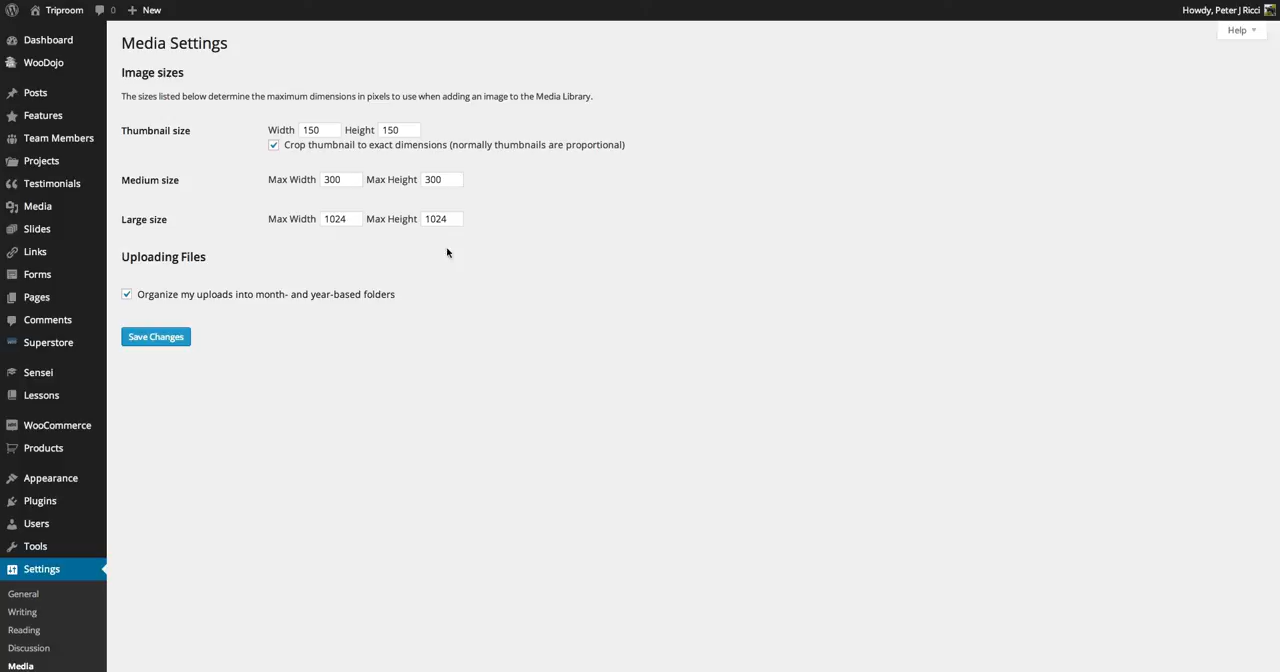 Triproom 0 New Howdy, Peter J Ricci
Help
Dashboard
WooDojo
Posts
Features
Team Members
Projects
Testimonials
Media
Slides
Links
Forms
Pages
Comments
Superstore
Sensei
Lessons
WooCommerce
Products
Appearance
Plugins
Users
Tools
Settings
General
Writing
Reading
Discussion
Media
Media Settings
Image sizes
The sizes listed below determine the maximum dimensions in pixels to use when adding an image to the Media Library.
Thumbnail size Width 150 Height 150
Crop thumbnail to exact dimensions (normally thumbnails are proportional)
Medium size Max Width 300 Max Height 300
Large size Max Width 1024 Max Height 1024
Uploading Files
Organize my uploads into month- and year-based folders
Save Changes